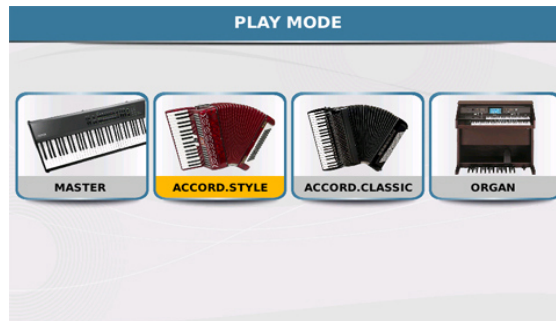 PLAY MODE
MASTER
ACCORD.STYLE
ACCORD.CLASSIC
ORGAN